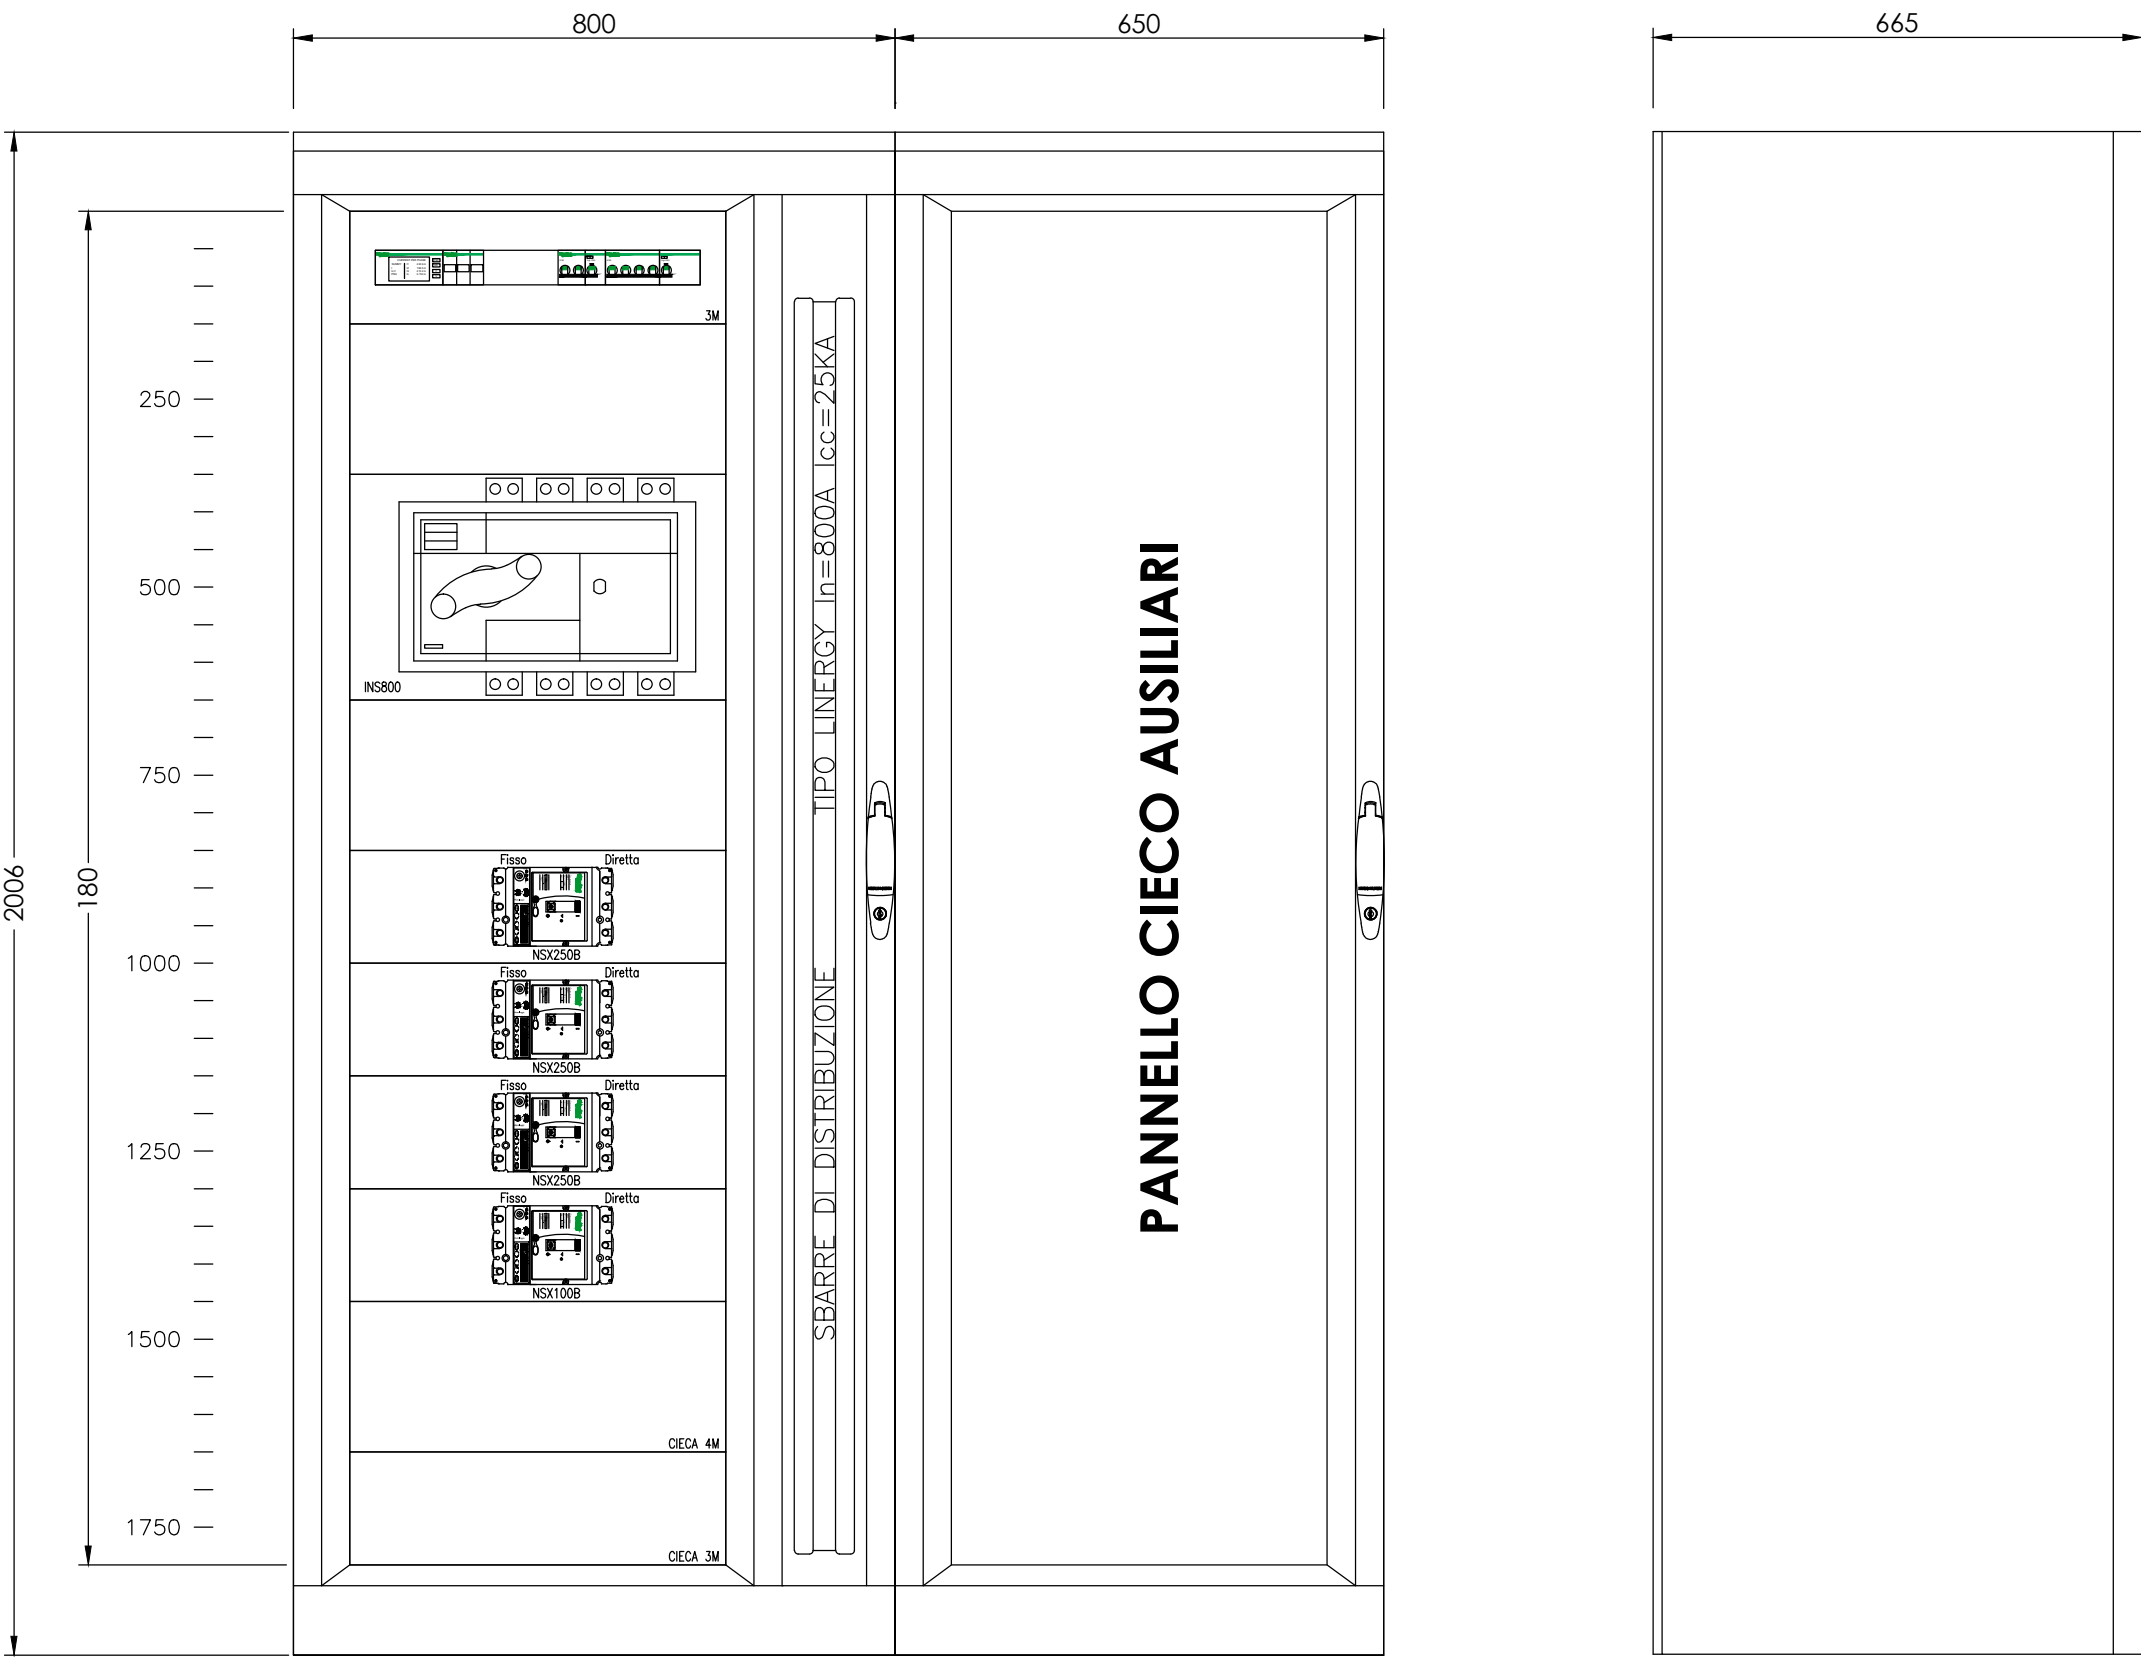 800
650
665
3M
250
500
INS800
750
Fisso Diretta
NSX250B
1000
Fisso Diretta
NSX250B
Fisso Diretta
1250
NSX250B
Fisso Diretta
NSX100B
1500
CIECA 4M
1750
CIECA 3M
2006
180
SBARRE DI DISTRIBUZIONE TIPO LINERGY In=800A Icc=25KA
PANNELLO CIECO AUSILIARI